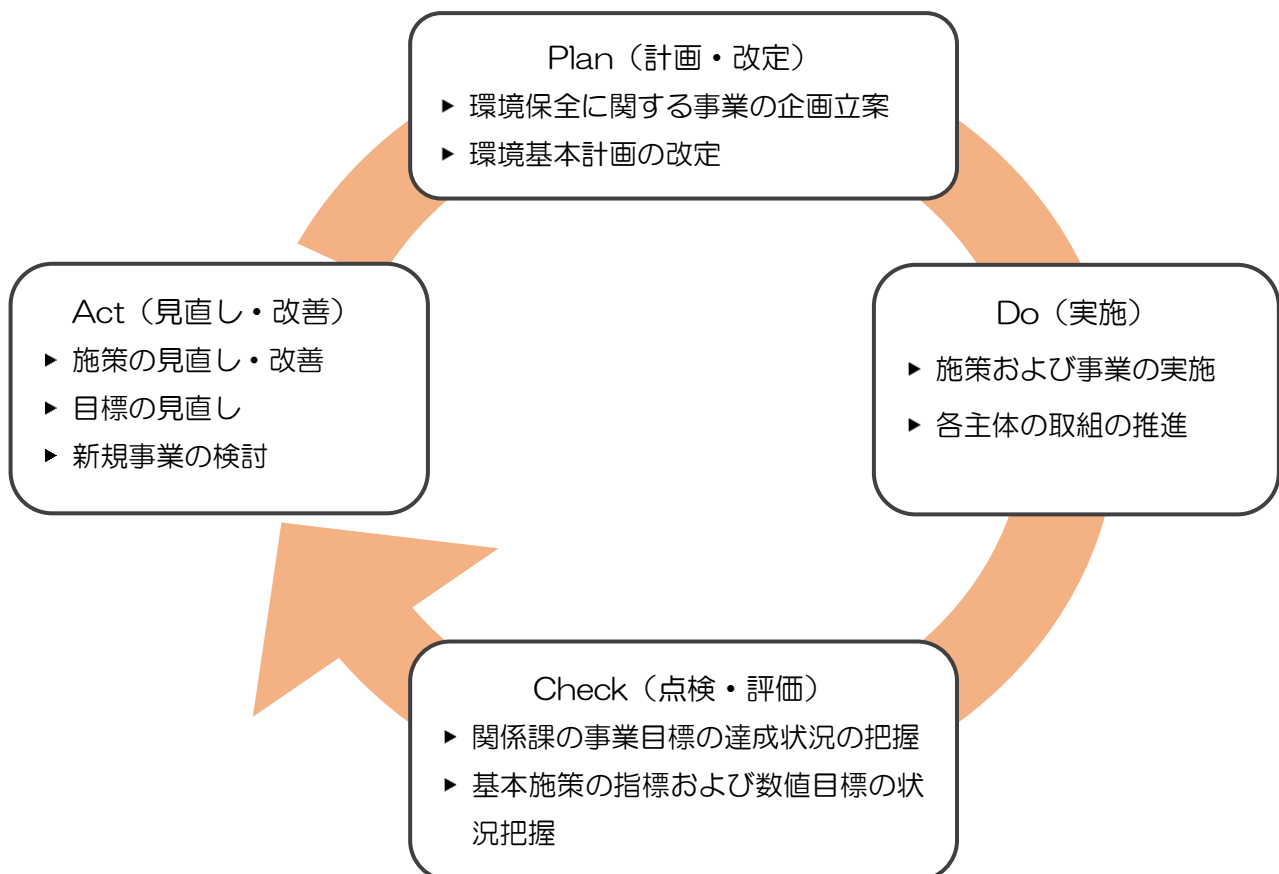 Plan（計画・改定）
▶ 環境保全に関する事業の企画立案
▶ 環境基本計画の改定
Do（実施）
▶ 施策および事業の実施
▶ 各主体の取組の推進
Check（点検・評価）
▶ 関係課の事業目標の達成状況の把握
▶ 基本施策の指標および数値目標の状
況把握
Act（見直し・改善）
▶ 施策の見直し・改善
▶ 目標の見直し
▶ 新規事業の検討